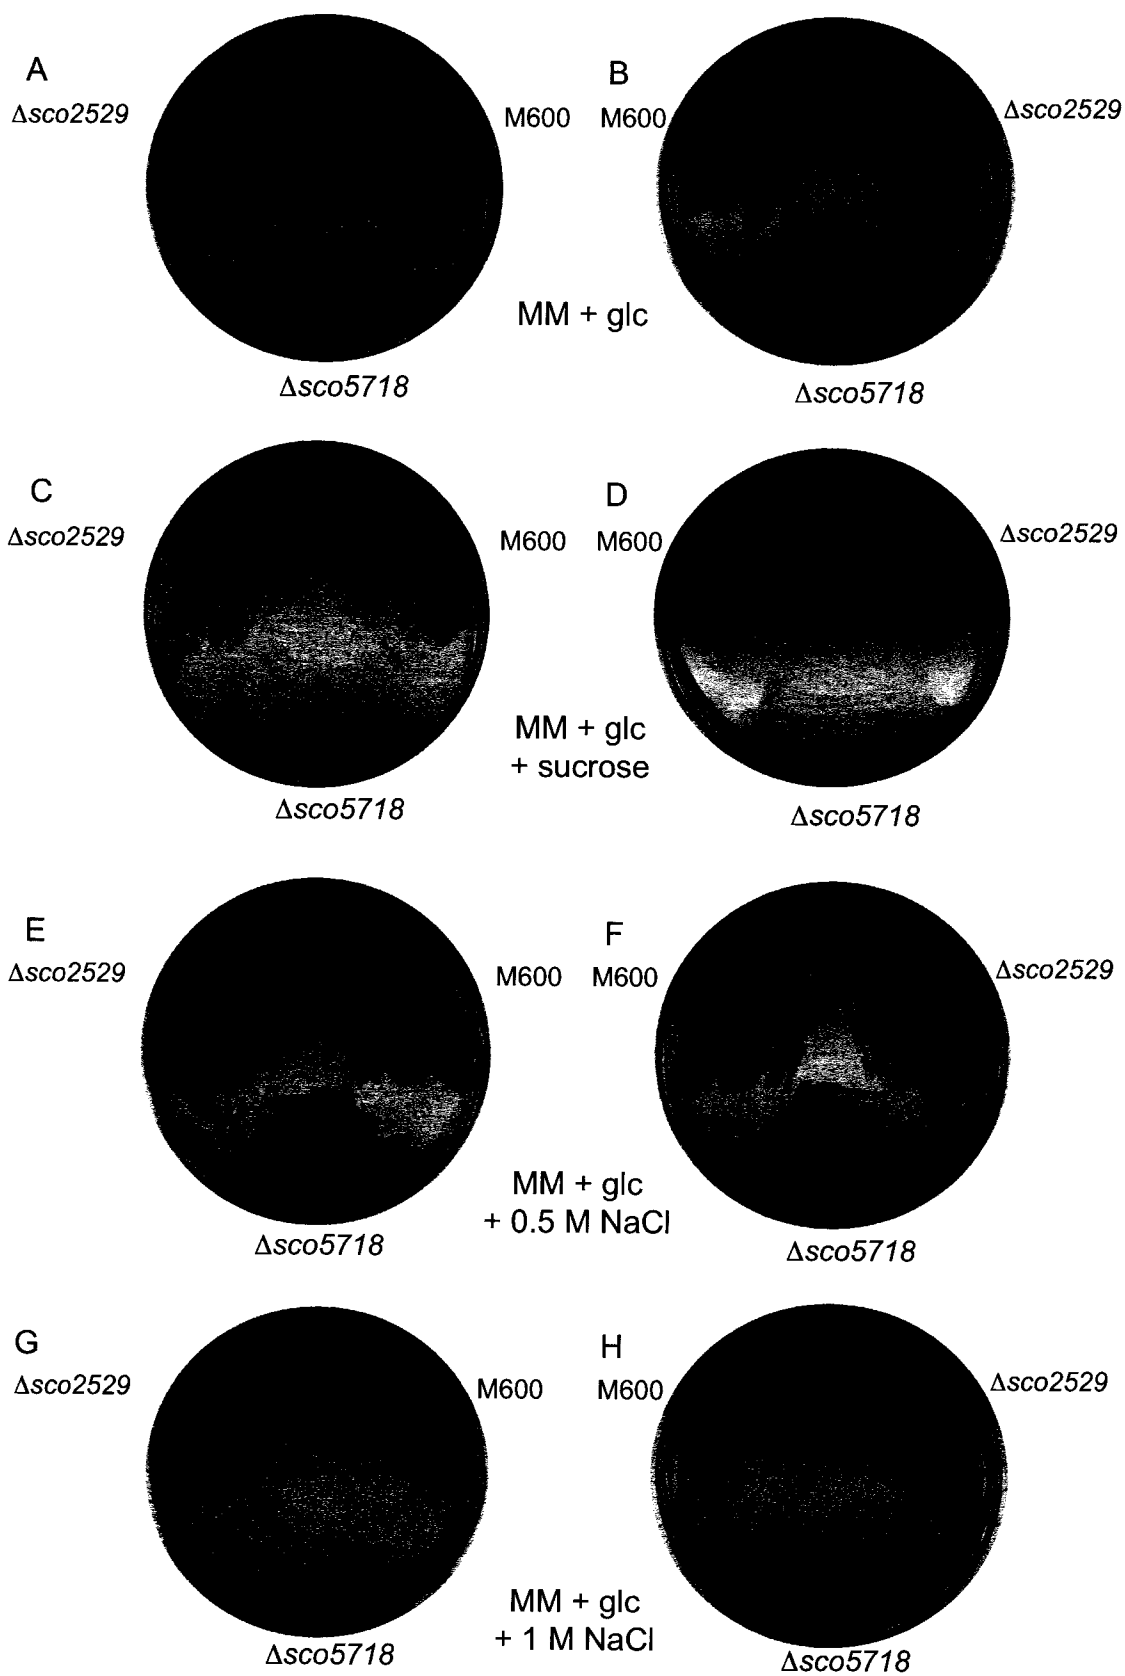 A
Δsco2529
M600
B
M600
Δsco2529
MM + glc
Δsco5718
Δsco5718
C
Δsco2529
M600
D
M600
Δsco2529
MM + glc
+ sucrose
Δsco5718
Δsco5718
E
Δsco2529
M600
F
M600
Δsco2529
MM + glc
+ 0.5 M NaCl
Δsco5718
Δsco5718
G
Δsco2529
M600
H
M600
Δsco2529
MM + glc
+ 1 M NaCl
Δsco5718
Δsco5718